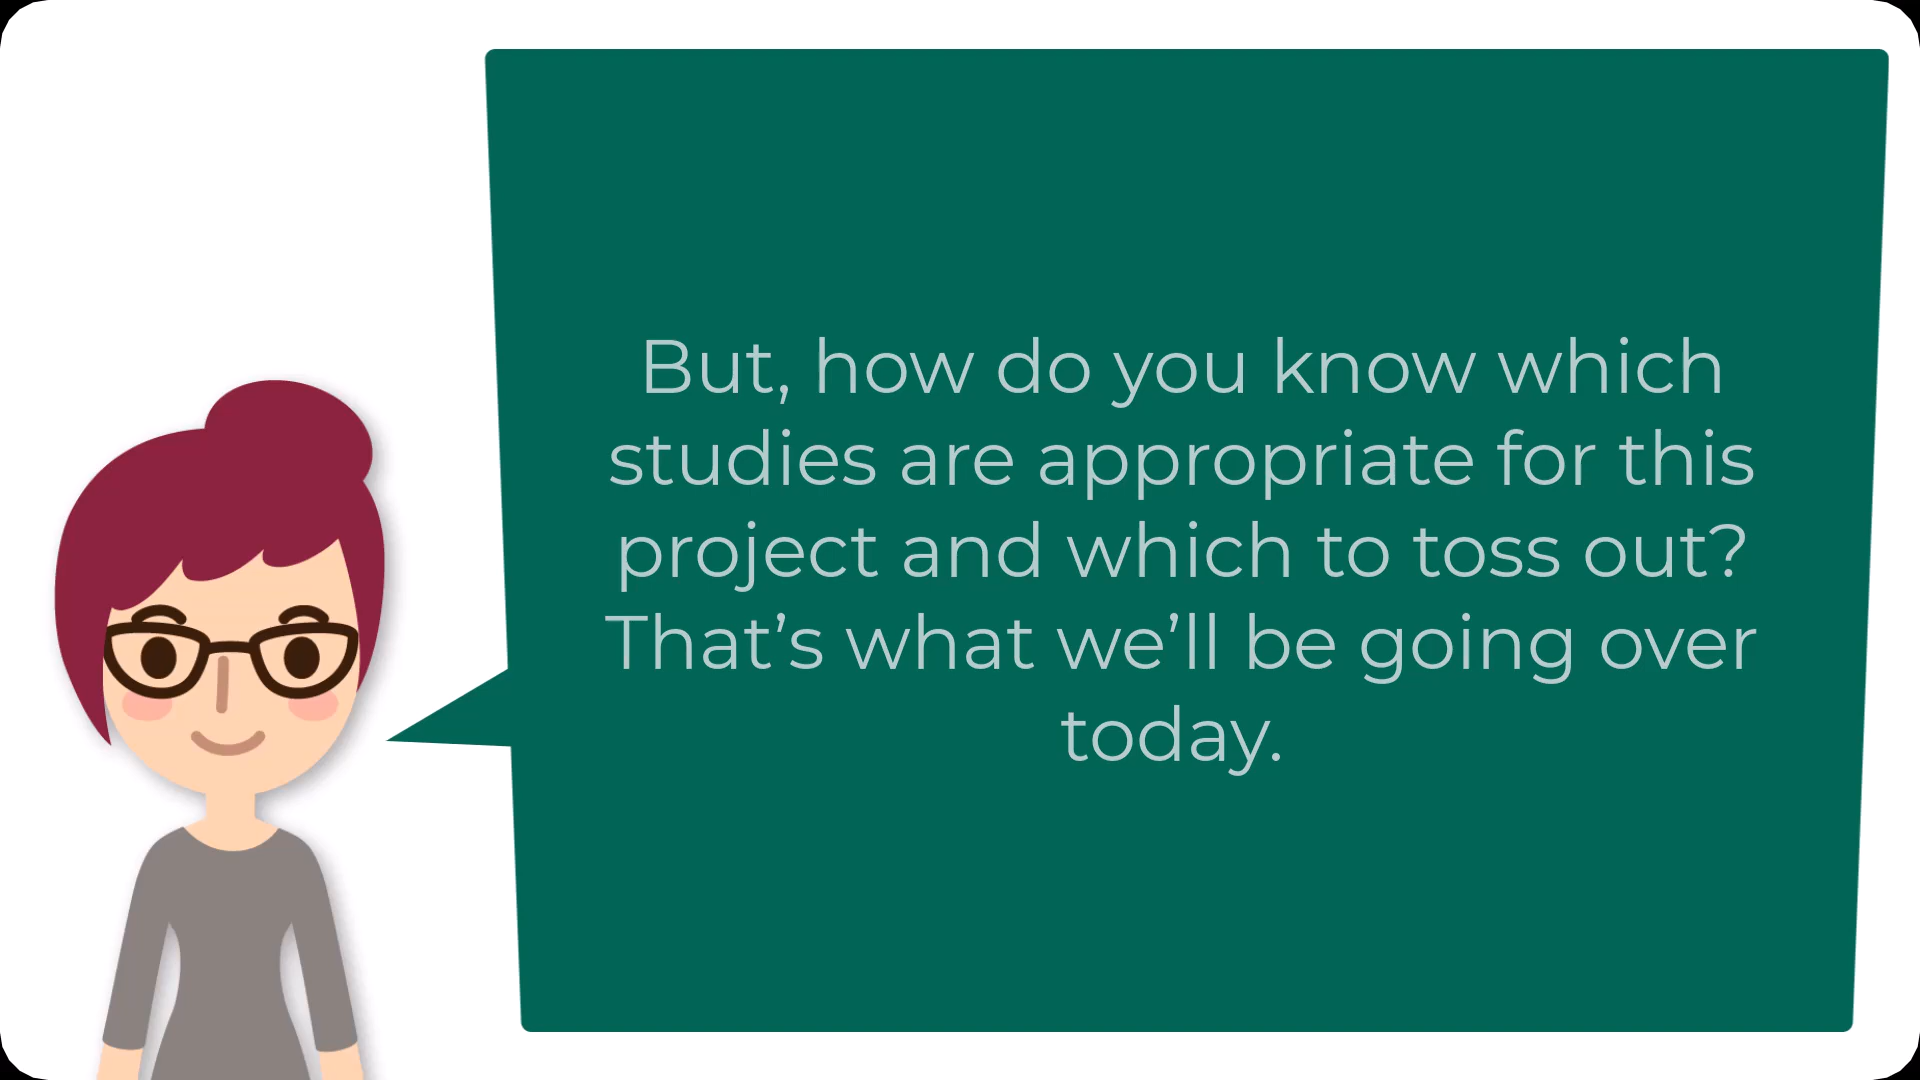 But, how do you know which
studies are appropriate for this
project and which to toss out?
That’s what we’ll be going over
today.